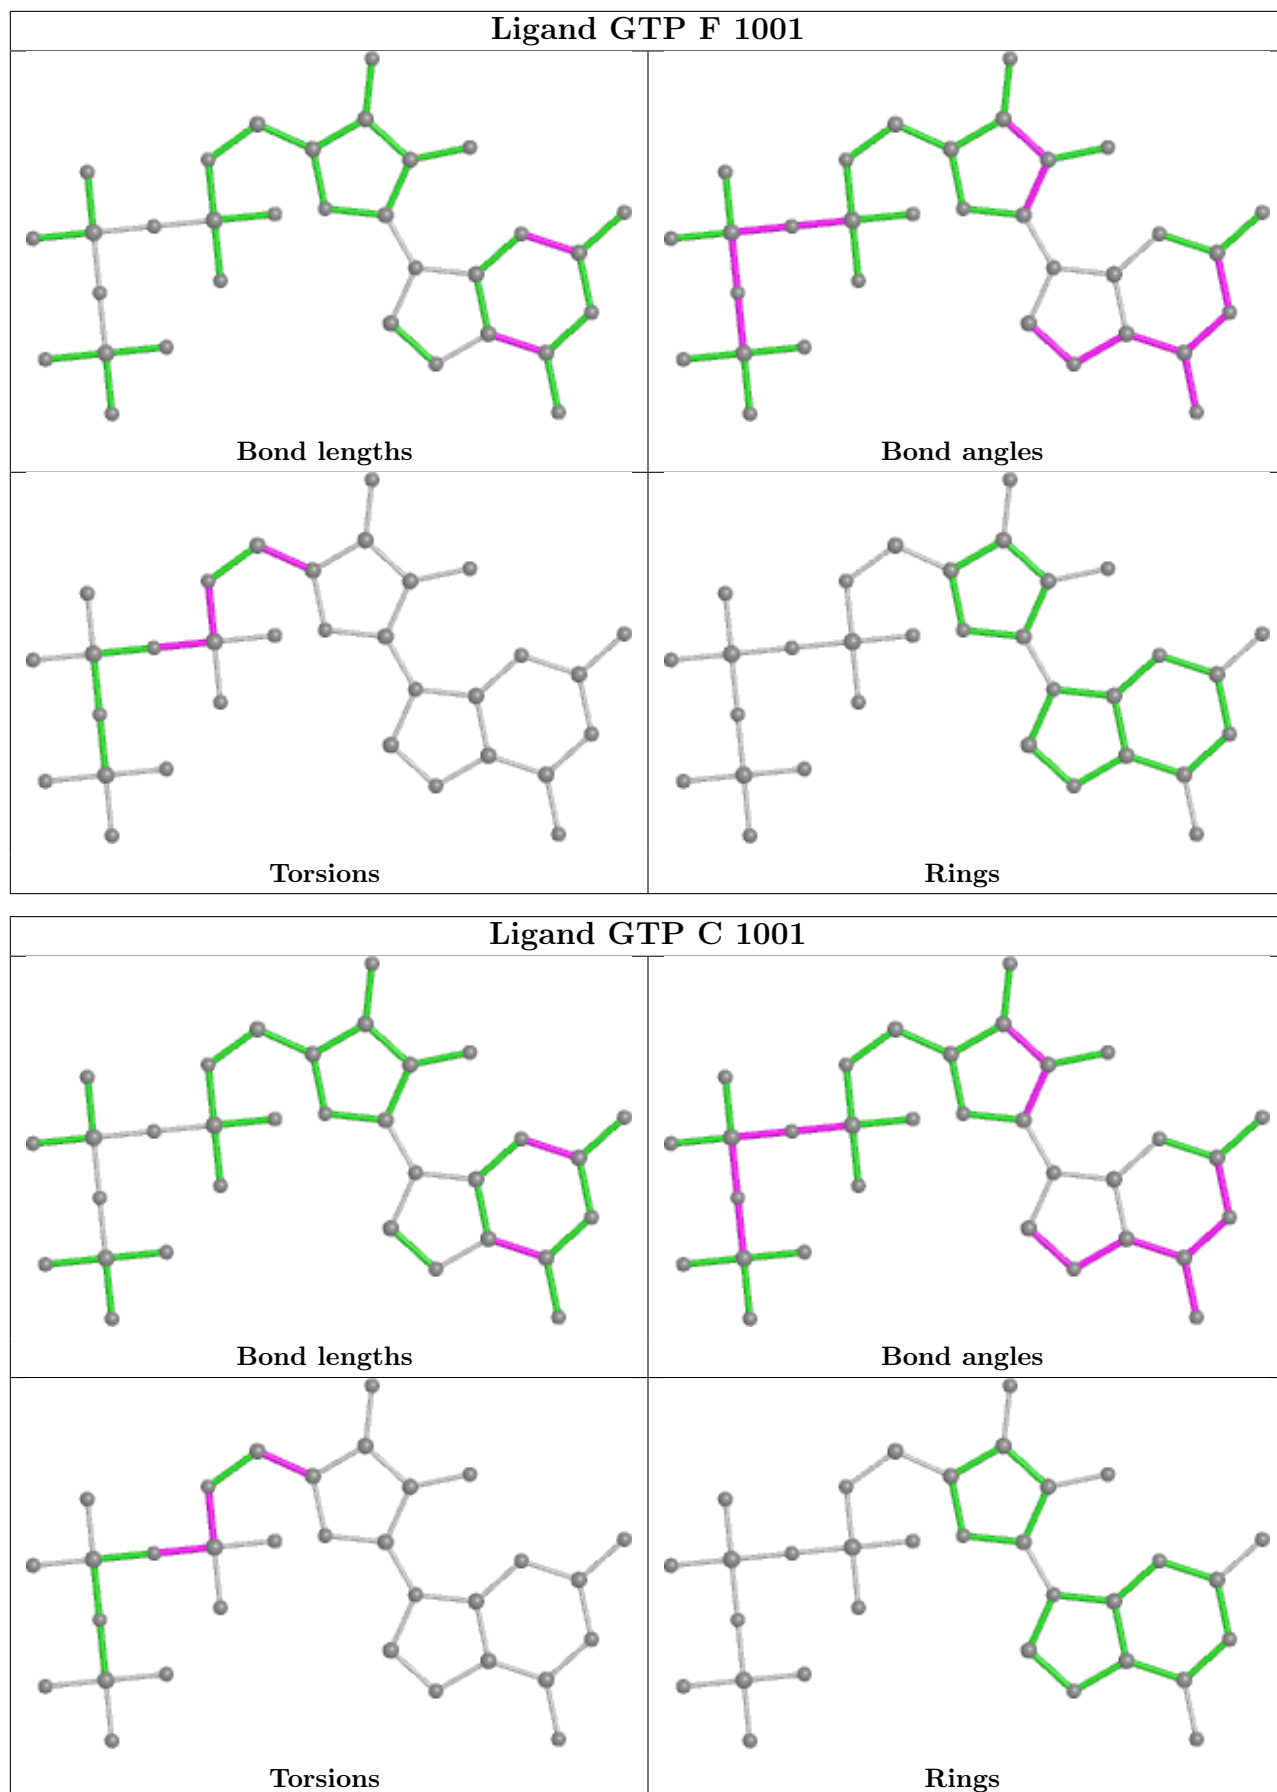 Ligand GTP F 1001
Bond lengths
Bond angles
Torsions
Rings
Ligand GTP C 1001
Bond lengths
Bond angles
Torsions
Rings